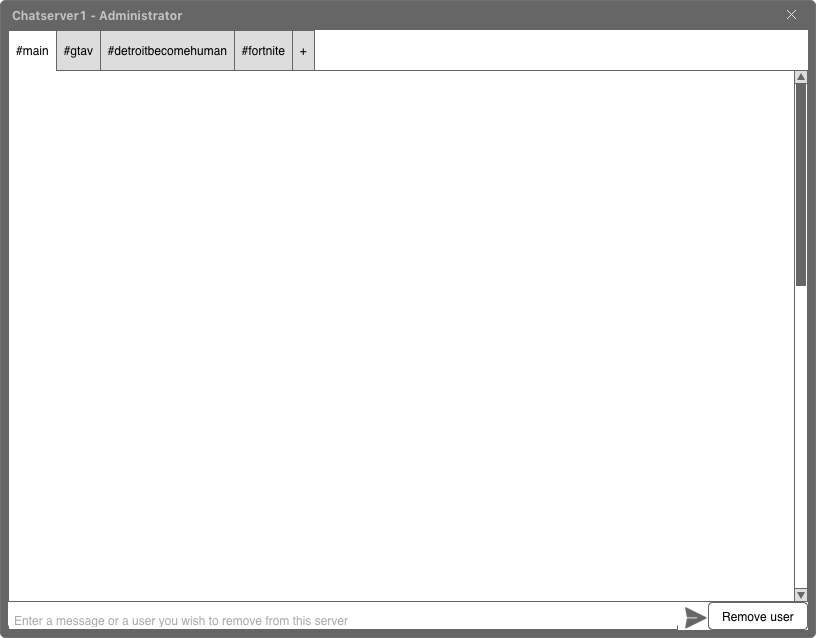 Chatserver1 - Administrator
#main #gtav #detroitbecomehuman #fortnite +
Enter a message or a user you wish to remove from this server
Remove user